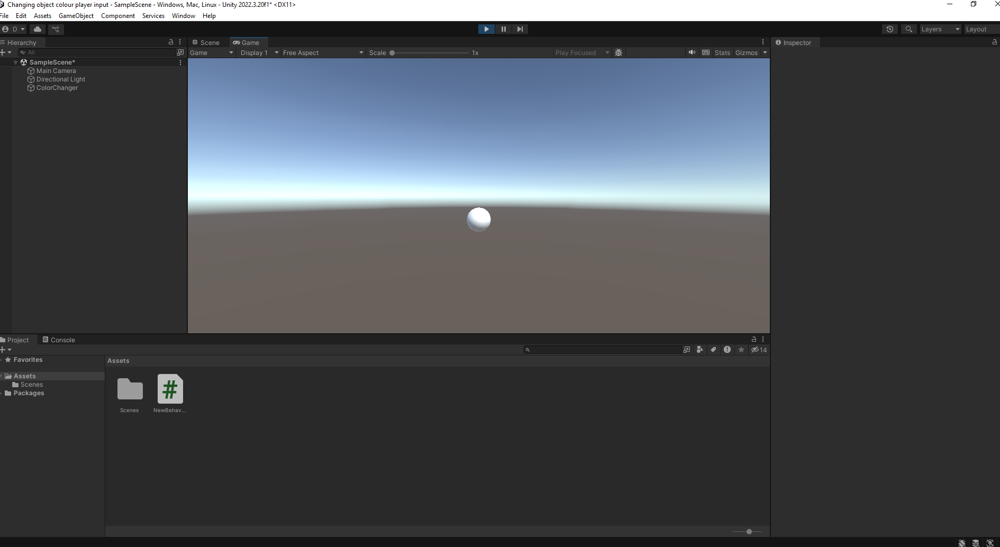 Changing object colour player input - SampleScene - Windows, Mac, Linux - Unity 2022.3.20f1* <DX11>
File Edit Assets GameObject Component Services Window Help
D Layers Layout
Hierarchy Scene Game Inspector
All Game Display 1 Free Aspect Scale 1x Play Focused Stats Gizmos
SampleScene*
Main Camera
Directional Light
ColorChanger
Project Console
14
Favorites Assets
Assets
Scenes
Packages
#
Scenes NewBehav...